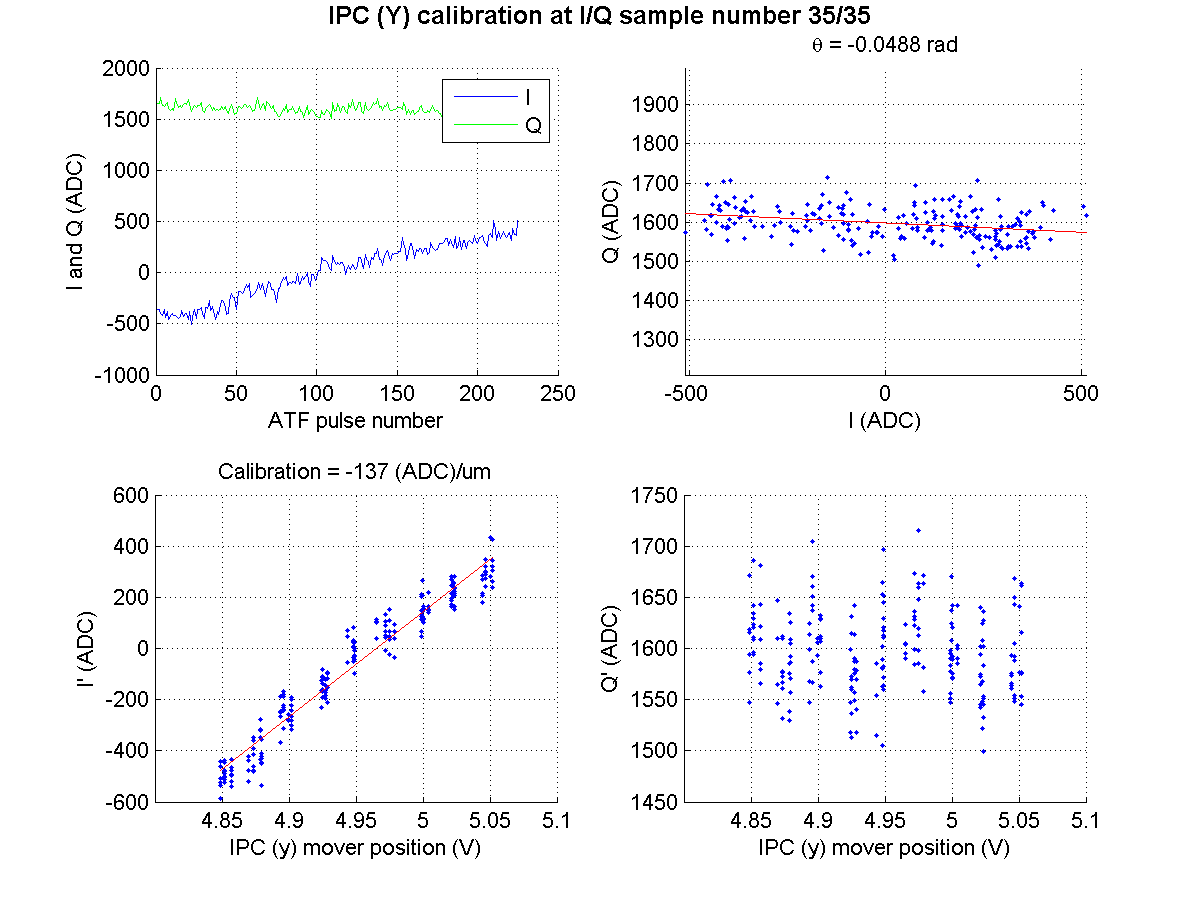 IPC (Y) calibration at I/Q sample number 35/35
I and Q (ADC)
2000
1500
1000
500
0
-500
-1000
0 50 100 150 200 250
ATF pulse number
I
Q
θ = -0.0488 rad
Q (ADC)
1900
1800
1700
1600
1500
1400
1300
-500 0 500
I (ADC)
Calibration = -137 (ADC)/um
I' (ADC)
600
400
200
0
-200
-400
-600
4.85 4.9 4.95 5 5.05 5.1
IPC (y) mover position (V)
Q' (ADC)
1750
1700
1650
1600
1550
1500
1450
4.85 4.9 4.95 5 5.05 5.1
IPC (y) mover position (V)